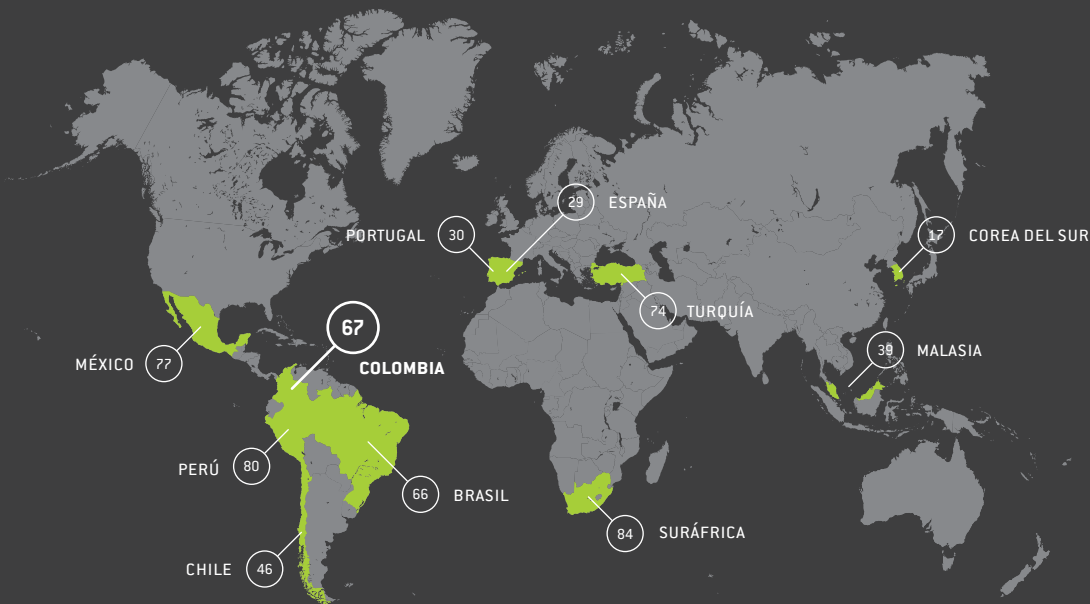 29 ESPAÑA
PORTUGAL 30
17 COREA DEL SUR
74 TURQUÍA
67
COLOMBIA
MÉXICO 77
39 MALASIA
PERÚ 80
66 BRASIL
84 SURÁFRICA
CHILE 46